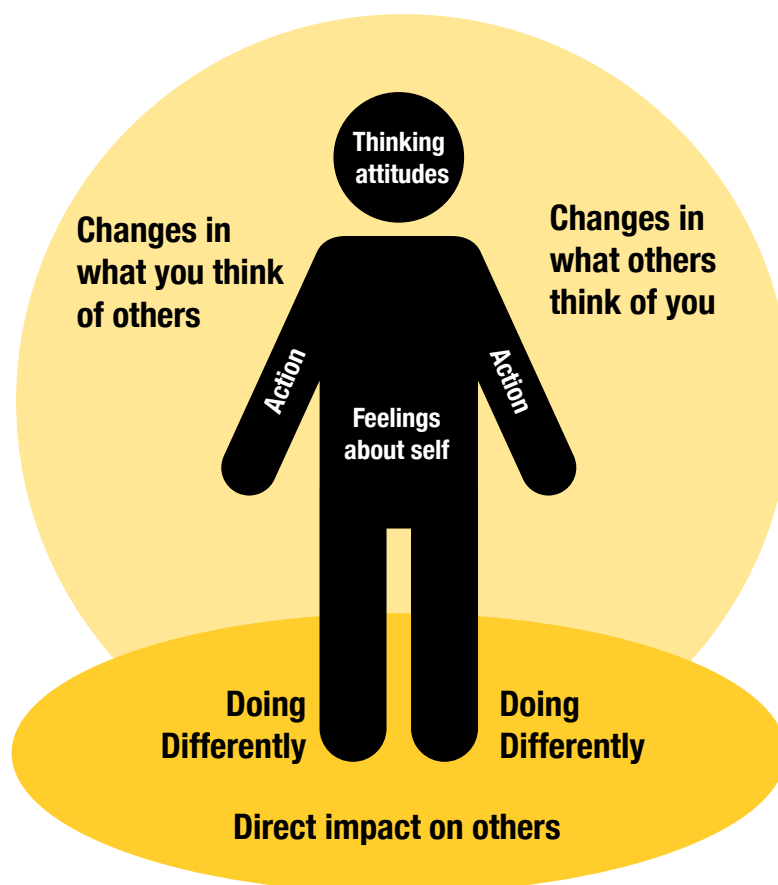 Thinking
attitudes
Changes in
what you think
of others
Changes in
what others
think of you
Action
Action
Feelings
about self
Doing
Differently
Doing
Differently
Direct impact on others